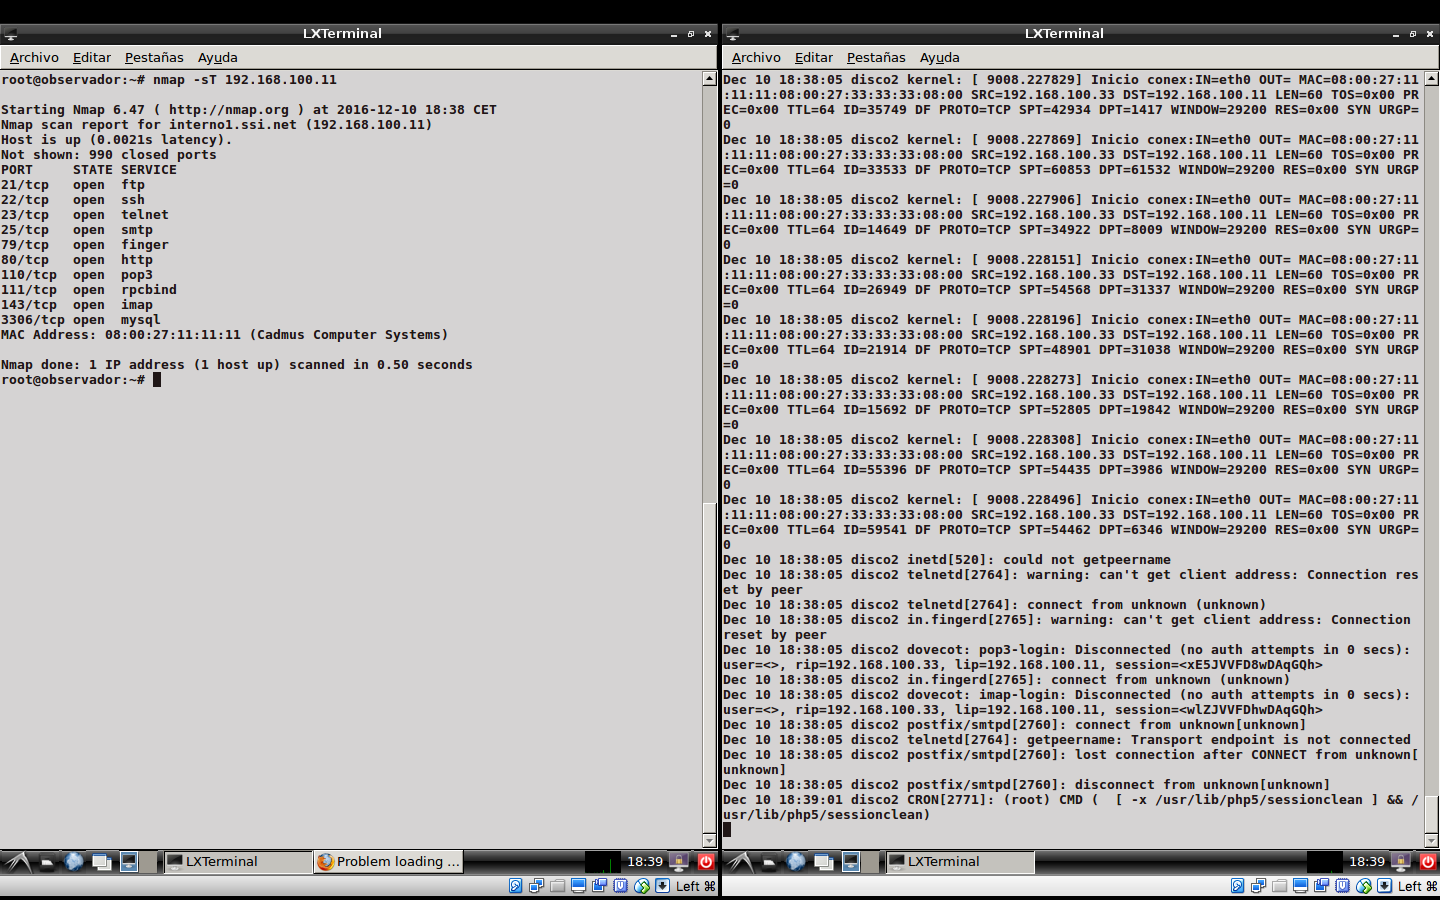 LXTerminal
Archivo Editar Pestañas Ayuda
root@observador:~# nmap -sT 192.168.100.11
Starting Nmap 6.47 ( http://nmap.org ) at 2016-12-10 18:38 CET
Nmap scan report for interno1.ssi.net (192.168.100.11)
Host is up (0.0021s latency).
Not shown: 990 closed ports
PORT     STATE SERVICE
21/tcp   open  ftp
22/tcp   open  ssh
23/tcp   open  telnet
25/tcp   open  smtp
79/tcp   open  finger
80/tcp   open  http
110/tcp  open  pop3
111/tcp  open  rpcbind
143/tcp  open  imap
3306/tcp open  mysql
MAC Address: 08:00:27:11:11:11 (Cadmus Computer Systems)
Nmap done: 1 IP address (1 host up) scanned in 0.50 seconds
root@observador:~#
LXTerminal
Problem loading ...
18:39
Left ⌘
LXTerminal
Archivo Editar Pestañas Ayuda
Dec 10 18:38:05 disco2 kernel: [ 9008.227829] Inicio conex:IN=eth0 OUT= MAC=08:00:27:11
:11:11:08:00:27:33:33:33:08:00 SRC=192.168.100.33 DST=192.168.100.11 LEN=60 TOS=0x00 PR
EC=0x00 TTL=64 ID=35749 DF PROTO=TCP SPT=42934 DPT=1417 WINDOW=29200 RES=0x00 SYN URGP=
0
Dec 10 18:38:05 disco2 kernel: [ 9008.227869] Inicio conex:IN=eth0 OUT= MAC=08:00:27:11
:11:11:08:00:27:33:33:33:08:00 SRC=192.168.100.33 DST=192.168.100.11 LEN=60 TOS=0x00 PR
EC=0x00 TTL=64 ID=33533 DF PROTO=TCP SPT=60853 DPT=61532 WINDOW=29200 RES=0x00 SYN URGP
=0
Dec 10 18:38:05 disco2 kernel: [ 9008.227906] Inicio conex:IN=eth0 OUT= MAC=08:00:27:11
:11:11:08:00:27:33:33:33:08:00 SRC=192.168.100.33 DST=192.168.100.11 LEN=60 TOS=0x00 PR
EC=0x00 TTL=64 ID=14649 DF PROTO=TCP SPT=34922 DPT=8009 WINDOW=29200 RES=0x00 SYN URGP=
0
Dec 10 18:38:05 disco2 kernel: [ 9008.228151] Inicio conex:IN=eth0 OUT= MAC=08:00:27:11
:11:11:08:00:27:33:33:33:08:00 SRC=192.168.100.33 DST=192.168.100.11 LEN=60 TOS=0x00 PR
EC=0x00 TTL=64 ID=26949 DF PROTO=TCP SPT=54568 DPT=31337 WINDOW=29200 RES=0x00 SYN URGP
=0
Dec 10 18:38:05 disco2 kernel: [ 9008.228196] Inicio conex:IN=eth0 OUT= MAC=08:00:27:11
:11:11:08:00:27:33:33:33:08:00 SRC=192.168.100.33 DST=192.168.100.11 LEN=60 TOS=0x00 PR
EC=0x00 TTL=64 ID=21914 DF PROTO=TCP SPT=48901 DPT=31038 WINDOW=29200 RES=0x00 SYN URGP
=0
Dec 10 18:38:05 disco2 kernel: [ 9008.228273] Inicio conex:IN=eth0 OUT= MAC=08:00:27:11
:11:11:08:00:27:33:33:33:08:00 SRC=192.168.100.33 DST=192.168.100.11 LEN=60 TOS=0x00 PR
EC=0x00 TTL=64 ID=15692 DF PROTO=TCP SPT=52805 DPT=19842 WINDOW=29200 RES=0x00 SYN URGP
=0
Dec 10 18:38:05 disco2 kernel: [ 9008.228308] Inicio conex:IN=eth0 OUT= MAC=08:00:27:11
:11:11:08:00:27:33:33:33:08:00 SRC=192.168.100.33 DST=192.168.100.11 LEN=60 TOS=0x00 PR
EC=0x00 TTL=64 ID=55396 DF PROTO=TCP SPT=54435 DPT=3986 WINDOW=29200 RES=0x00 SYN URGP=
0
Dec 10 18:38:05 disco2 kernel: [ 9008.228496] Inicio conex:IN=eth0 OUT= MAC=08:00:27:11
:11:11:08:00:27:33:33:33:08:00 SRC=192.168.100.33 DST=192.168.100.11 LEN=60 TOS=0x00 PR
EC=0x00 TTL=64 ID=59541 DF PROTO=TCP SPT=54462 DPT=6346 WINDOW=29200 RES=0x00 SYN URGP=
0
Dec 10 18:38:05 disco2 inetd[520]: could not getpeername
Dec 10 18:38:05 disco2 telnetd[2764]: warning: can't get client address: Connection res
et by peer
Dec 10 18:38:05 disco2 telnetd[2764]: connect from unknown (unknown)
Dec 10 18:38:05 disco2 in.fingerd[2765]: warning: can't get client address: Connection
reset by peer
Dec 10 18:38:05 disco2 dovecot: pop3-login: Disconnected (no auth attempts in 0 secs):
user=<>, rip=192.168.100.33, lip=192.168.100.11, session=<xE5JVVFD8wDAqGQh>
Dec 10 18:38:05 disco2 in.fingerd[2765]: connect from unknown (unknown)
Dec 10 18:38:05 disco2 dovecot: imap-login: Disconnected (no auth attempts in 0 secs):
user=<>, rip=192.168.100.33, lip=192.168.100.11, session=<wlZJVVFDhwDAqGQh>
Dec 10 18:38:05 disco2 postfix/smtpd[2760]: connect from unknown[unknown]
Dec 10 18:38:05 disco2 telnetd[2764]: getpeername: Transport endpoint is not connected
Dec 10 18:38:05 disco2 postfix/smtpd[2760]: lost connection after CONNECT from unknown[
unknown]
Dec 10 18:38:05 disco2 postfix/smtpd[2760]: disconnect from unknown[unknown]
Dec 10 18:39:01 disco2 CRON[2771]: (root) CMD (  [ -x /usr/lib/php5/sessionclean ] && /
usr/lib/php5/sessionclean)
LXTerminal
18:39
Left ⌘